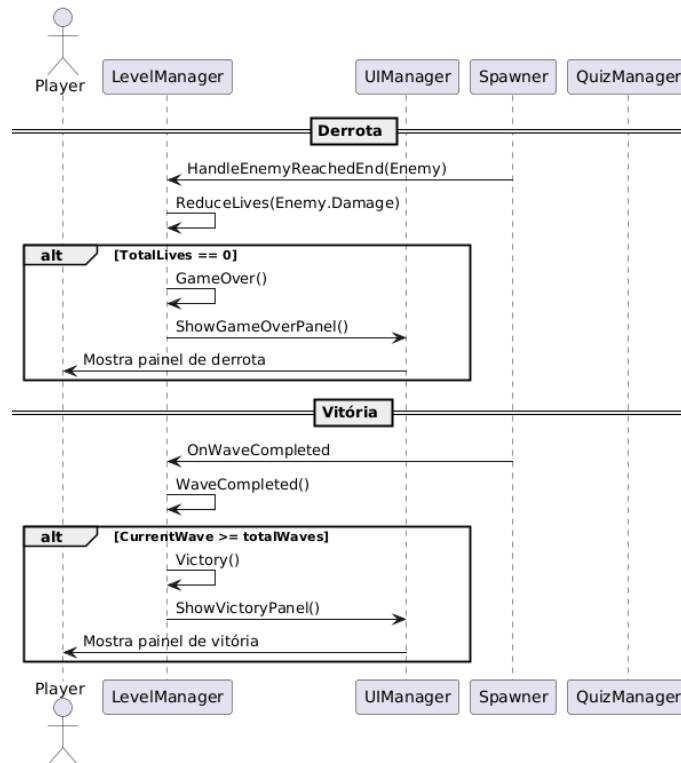 Player
LevelManager
UIManager
Spawner
QuizManager
Derrota
HandleEnemyReachedEnd(Enemy)
ReduceLives(Enemy.Damage)
alt
[TotalLives == 0]
GameOver()
ShowGameOverPanel()
Mostra painel de derrota
Vitória
OnWaveCompleted
WaveCompleted()
alt
[CurrentWave >= totalWaves]
Victory()
ShowVictoryPanel()
Mostra painel de vitória
Player
LevelManager
UIManager
Spawner
QuizManager